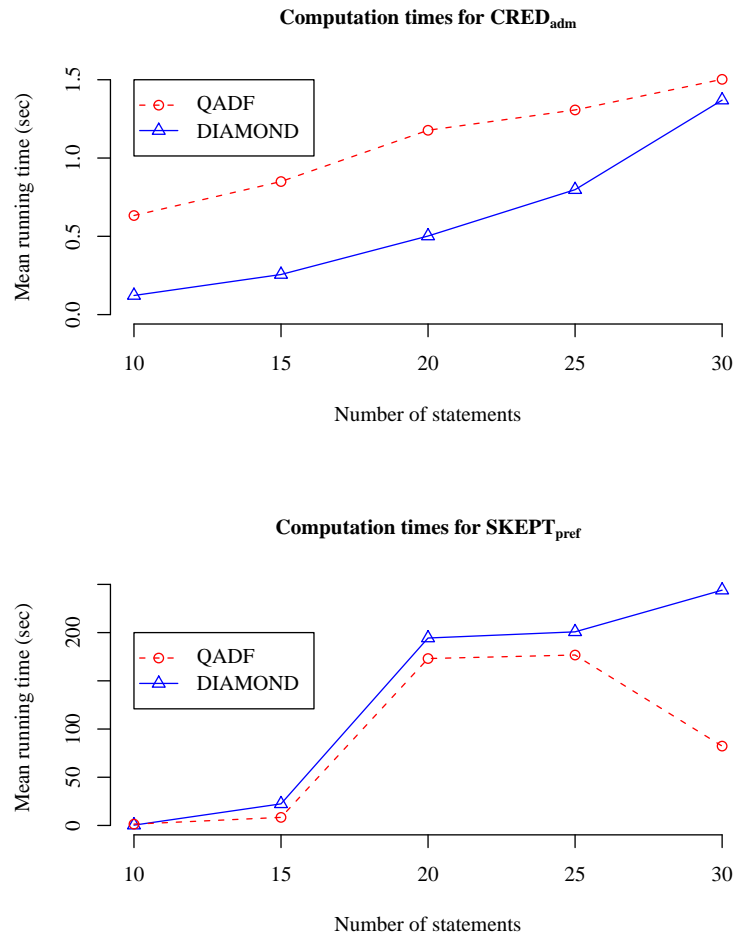 Computation times for CREDadm
Mean running time (sec)
1.5
1.0
0.5
0.0
QADF
DIAMOND
10 15 20 25 30
Number of statements
Computation times for SKEPTpref
Mean running time (sec)
200
100
50
0
QADF
DIAMOND
10 15 20 25 30
Number of statements